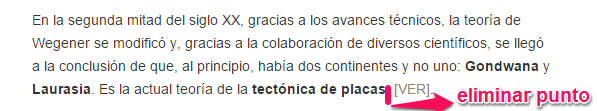 En la segunda mitad del siglo XX, gracias a los avances técnicos, la teoría de
Wegener se modificó y, gracias a la colaboración de diversos científicos, se llegó
a la conclusión de que, al principio, había dos continentes y no uno: Gondwana y
Laurasia. Es la actual teoría de la tectónica de placas. [VER].
eliminar punto